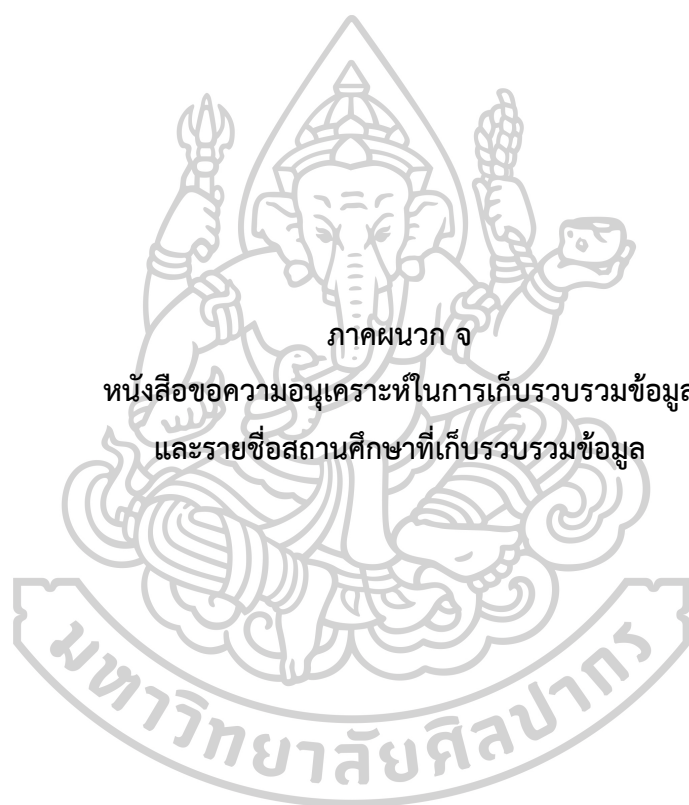 ภาคผนวก จ
หนังสือขอความอนุเคราะห์ในการเก็บรวบรวมข้อมูล
และรายชื่อสถานศึกษาที่เก็บรวบรวมข้อมูล
มหาวิทยาลัยศิลปากร